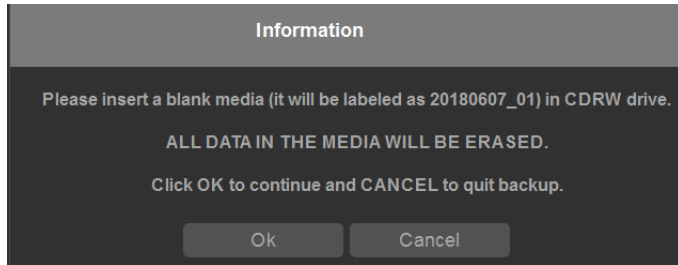 Information
Please insert a blank media (it will be labeled as 20180607_01) in CDRW drive.
ALL DATA IN THE MEDIA WILL BE ERASED.
Click OK to continue and CANCEL to quit backup.
Ok Cancel